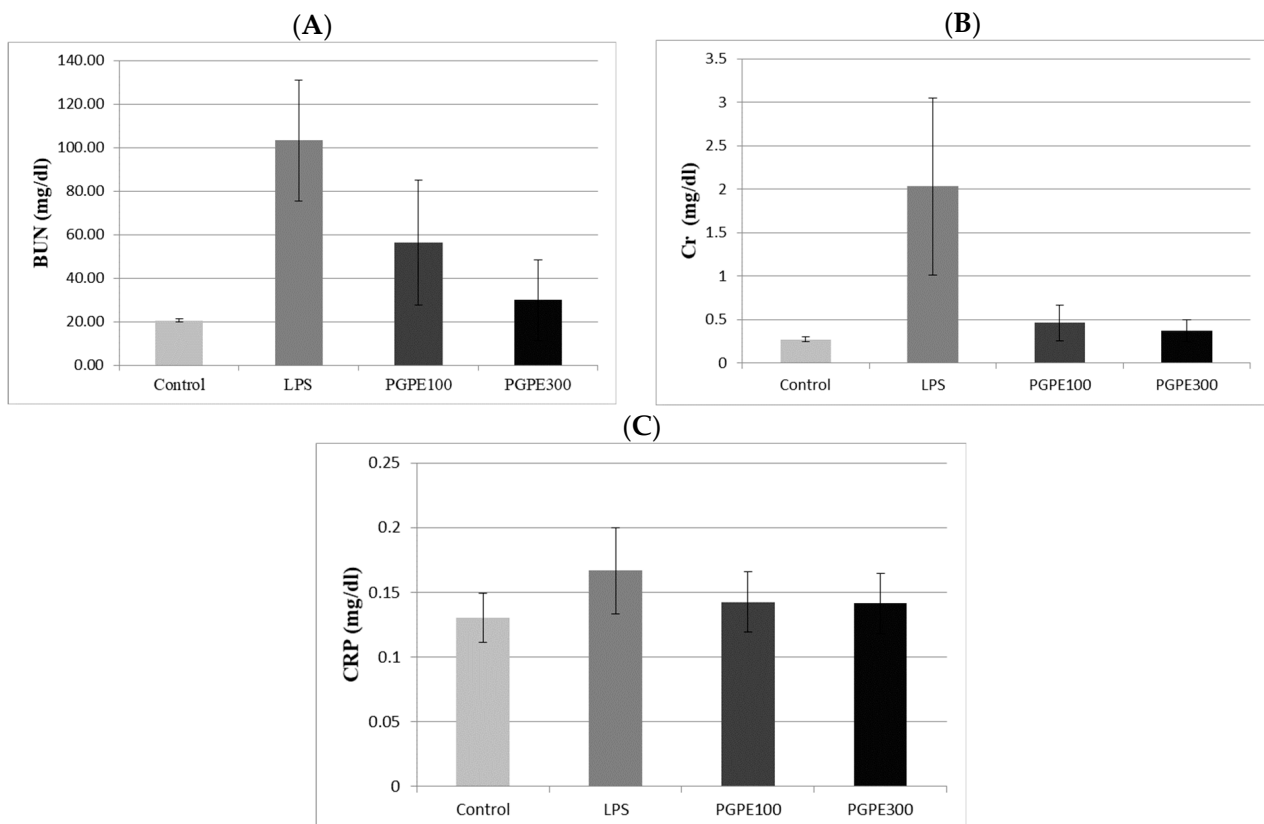 (A)
BUN (mg/dl)
140.00
120.00
100.00
80.00
60.00
40.00
20.00
0.00
Control LPS PGPE100 PGPE300
(B)
Cr (mg/dl)
3.5
3
2.5
2
1.5
1
0.5
0
Control LPS PGPE100 PGPE300
(C)
CRP (mg/dl)
0.25
0.2
0.15
0.1
0.05
0
Control LPS PGPE100 PGPE300